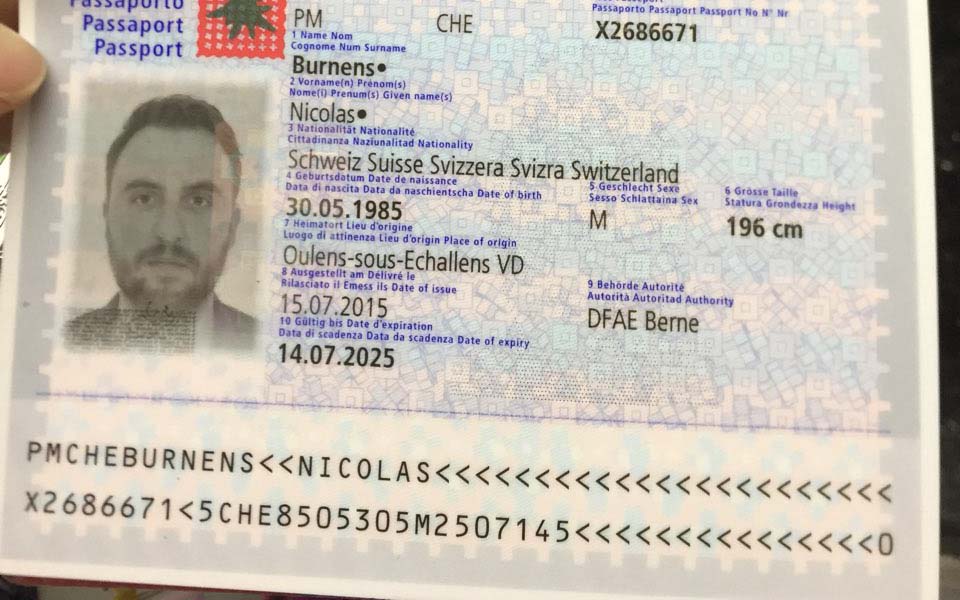 Passaporto
Passaport
Passport
PM
CHE
Passaporto Passaport Passport No N° Nr
X2686671
1 Name Nom
Cognome Num Surname
Burnens•
2 Vorname(n) Prénom(s)
Nome(i) Prenum(s) Given name(s)
Nicolas•
3 Nationalität Nationalité
Cittadinanza Naziunalitad Nationality
Schweiz Suisse Svizzera Svizra Switzerland
4 Geburtsdatum Date de naissance
Data di nascita Data da naschientscha Date of birth
30.05.1985
5 Geschlecht Sexe
Sesso Schlattaina Sex
M
6 Grösse Taille
Statura Grondezza Height
196 cm
7 Heimatort Lieu d'origine
Luogo di attinenza Lieu d'origin Place of origin
Oulens-sous-Echallens VD
8 Ausgestellt am Délivré le
Rilasciato il Emess ils Date of issue
15.07.2015
9 Behörde Autorité
Autorità Autoritad Authority
DFAE Berne
10 Gültig bis Date d'expiration
Data di scadenza Data da scadenza Date of expiry
14.07.2025
PMCHEBURNENS<<NICOLAS<<<<<<<<<<<<<<<<<<<<<<<
X2686671<5CHE8505305M2507145<<<<<<<<<<<<<<<0